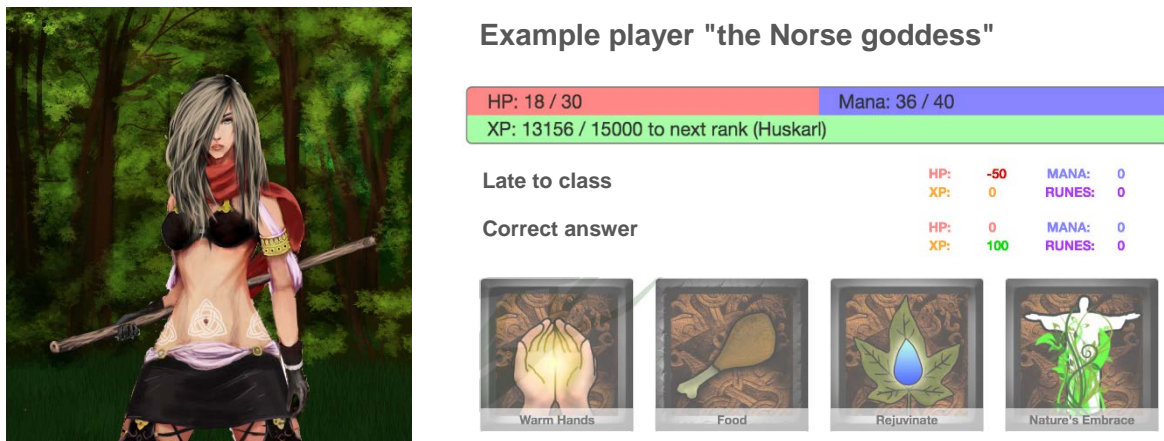 Example player "the Norse goddess"
HP: 18 / 30 Mana: 36 / 40
XP: 13156 / 15000 to next rank (Huskarl)
Late to class HP: -50 MANA: 0
XP: 0 RUNES: 0
Correct answer HP: 0 MANA: 0
XP: 100 RUNES: 0
Warm Hands Food Rejuvinate Nature's Embrace